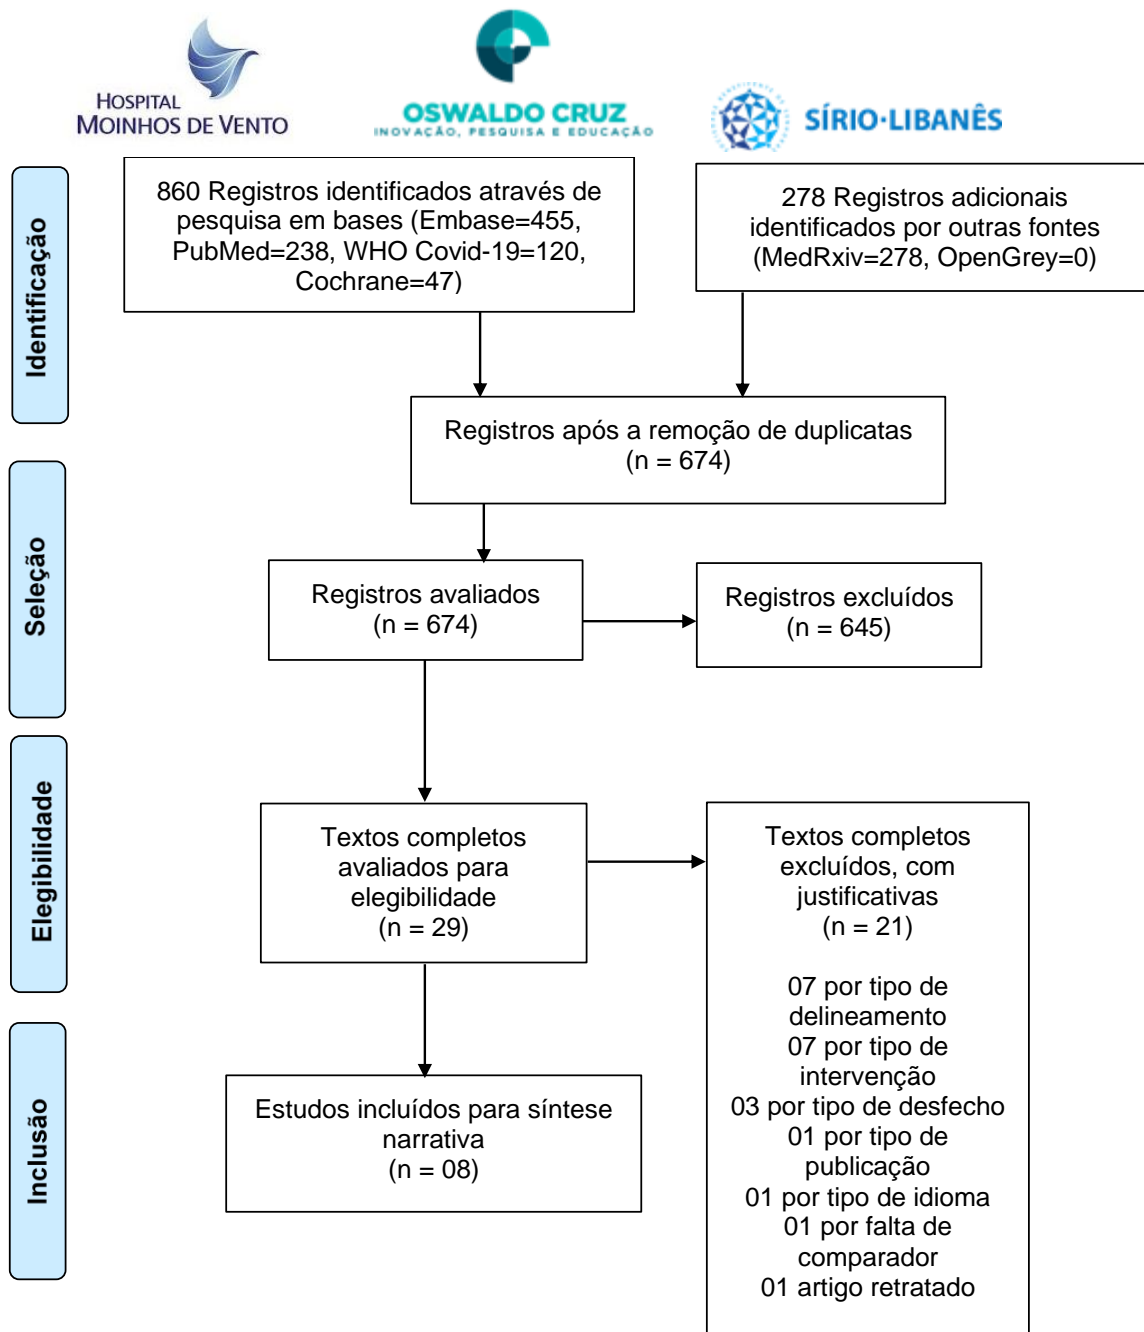 HOSPITAL
MOINHOS DE VENTO
OSWALDO CRUZ
INOVAÇÃO, PESQUISA E EDUCAÇÃO
SÍRIO·LIBANÊS
Identificação
860 Registros identificados através de
pesquisa em bases (Embase=455,
PubMed=238, WHO Covid-19=120,
Cochrane=47)
278 Registros adicionais
identificados por outras fontes
(MedRxiv=278, OpenGrey=0)
Registros após a remoção de duplicatas
(n = 674)
Seleção
Registros avaliados
(n = 674)
Registros excluídos
(n = 645)
Elegibilidade
Textos completos
avaliados para
elegibilidade
(n = 29)
Textos completos
excluídos, com
justificativas
(n = 21)
07 por tipo de
delineamento
07 por tipo de
intervenção
03 por tipo de desfecho
01 por tipo de
publicação
01 por tipo de idioma
01 por falta de
comparador
01 artigo retratado
Inclusão
Estudos incluídos para síntese
narrativa
(n = 08)